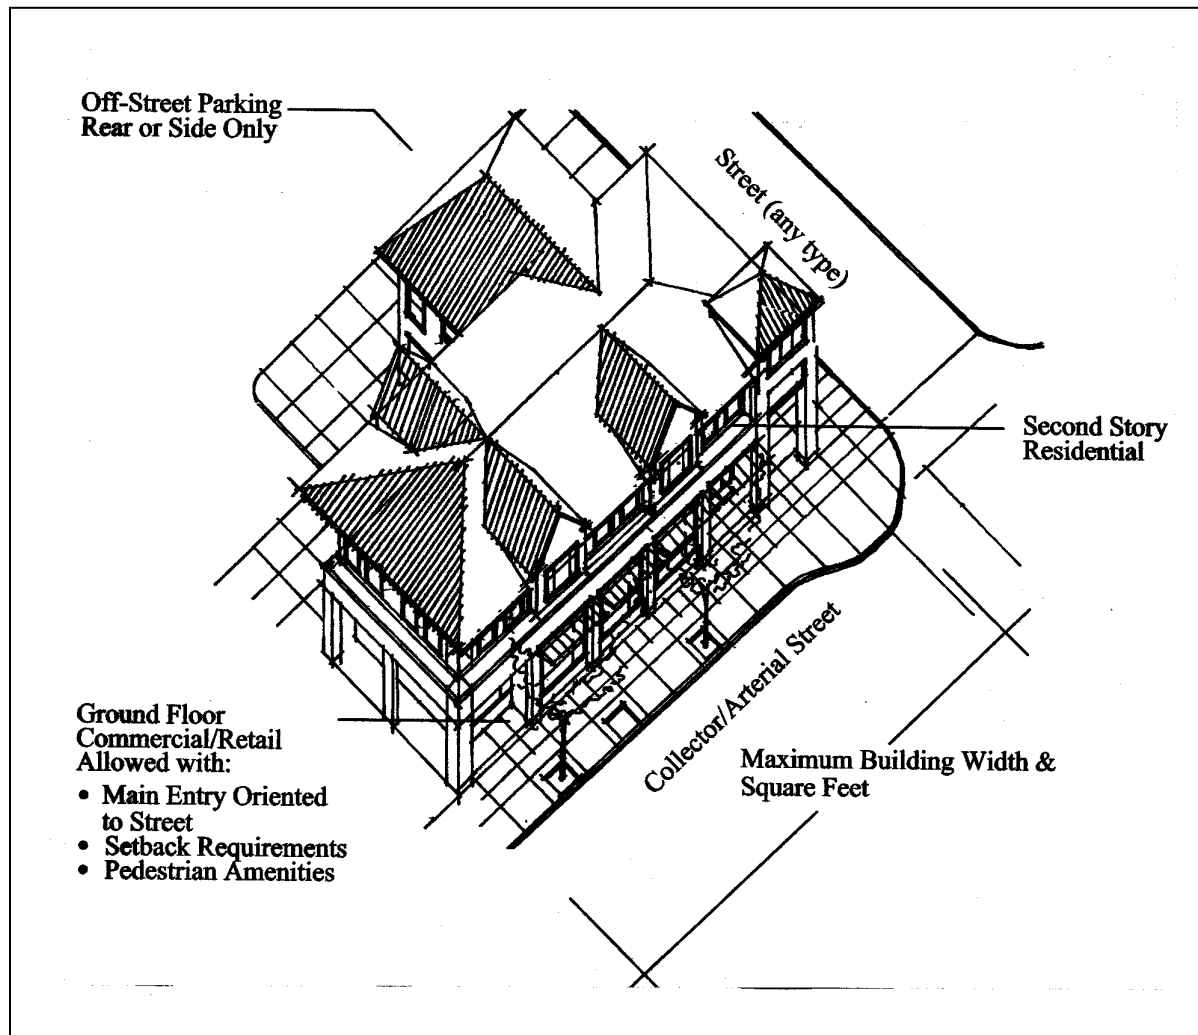 Off-Street Parking
Rear or Side Only
Street (any type)
Second Story
Residential
Ground Floor
Commercial/Retail
Allowed with:
• Main Entry Oriented
to Street
• Setback Requirements
• Pedestrian Amenities
Collector/Arterial Street
Maximum Building Width &
Square Feet